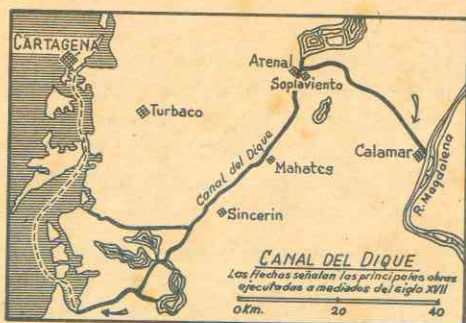 CARTAGENA
Arenal
Soplaviento
Turbaco
Calamar
Canal del Dique
Mahates
R. Magdalena
Sincerin
CANAL DEL DIQUE
Las flechas señalan las principales obras
ejecutadas a mediados del siglo XVII
0 Km. 20 40